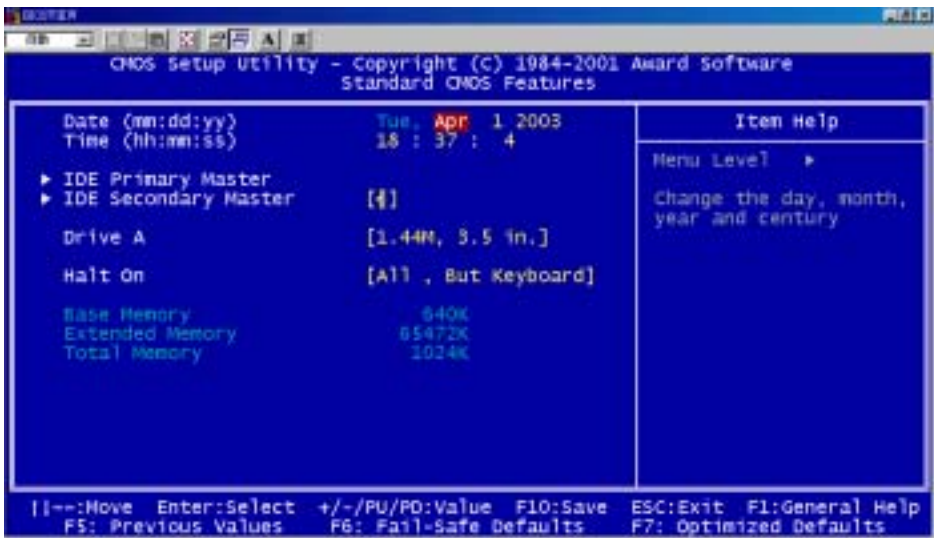 CMOS Setup Utility - Copyright (C) 1984-2001 Award Software
Standard CMOS Features
Date (mm:dd:yy) Tue, Apr 1 2003
Time (hh:mm:ss) 18 : 37 : 4
IDE Primary Master
IDE Secondary Master
Drive A [1.44M, 3.5 in.]
Halt On [All , But Keyboard]
Base Memory 640K
Extended Memory 65472K
Total Memory 1024K
Item Help
Menu Level
Change the day, month,
year and century
:Move Enter:Select +/-/PU/PD:Value F10:Save ESC:Exit F1:General Help
F5: Previous Values F6: Fail-Safe Defaults F7: Optimized Defaults